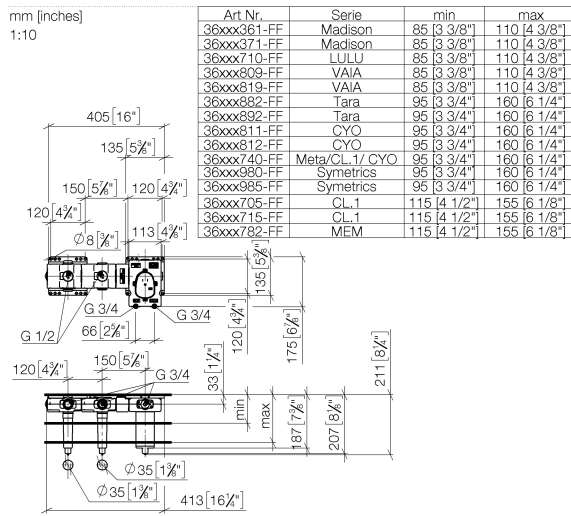 mm [inches]
1:10
Art Nr. Serie min max
36xxx361-FF Madison 85 [3 3/8"] 110 [4 3/8"]
36xxx371-FF Madison 85 [3 3/8"] 110 [4 3/8"]
36xxx710-FF LULU 85 [3 3/8"] 110 [4 3/8"]
36xxx809-FF VAIA 85 [3 3/8"] 110 [4 3/8"]
36xxx819-FF VAIA 85 [3 3/8"] 110 [4 3/8"]
36xxx882-FF Tara 95 [3 3/4"] 160 [6 1/4"]
36xxx892-FF Tara 95 [3 3/4"] 160 [6 1/4"]
36xxx811-FF CYO 95 [3 3/4"] 160 [6 1/4"]
36xxx812-FF CYO 95 [3 3/4"] 160 [6 1/4"]
36xxx740-FF Meta/CL.1/ CYO 95 [3 3/4"] 160 [6 1/4"]
36xxx980-FF Symetrics 95 [3 3/4"] 160 [6 1/4"]
36xxx985-FF Symetrics 95 [3 3/4"] 160 [6 1/4"]
36xxx705-FF CL.1 115 [4 1/2"] 155 [6 1/8"]
36xxx715-FF CL.1 115 [4 1/2"] 155 [6 1/8"]
36xxx782-FF MEM 115 [4 1/2"] 155 [6 1/8"]
405 [16"]
135 [5⅜"]
150 [5⅞"] 120 [4¾"]
120 [4¾"]
Ø8 [⅜"] 113 [4⅜"]
135 [5⅜"]
G 3/4 G 3/4
G 1/2
66 [2⅝"]
120 [4¾"]
175 [6⅞"]
150 [5⅞"]
120 [4¾"] G 3/4
33 [1¼"]
211 [8¼"]
min
max
187 [7⅜"]
207 [8⅛"]
Ø35 [1⅜"]
Ø35 [1⅜"]
413 [16¼"]